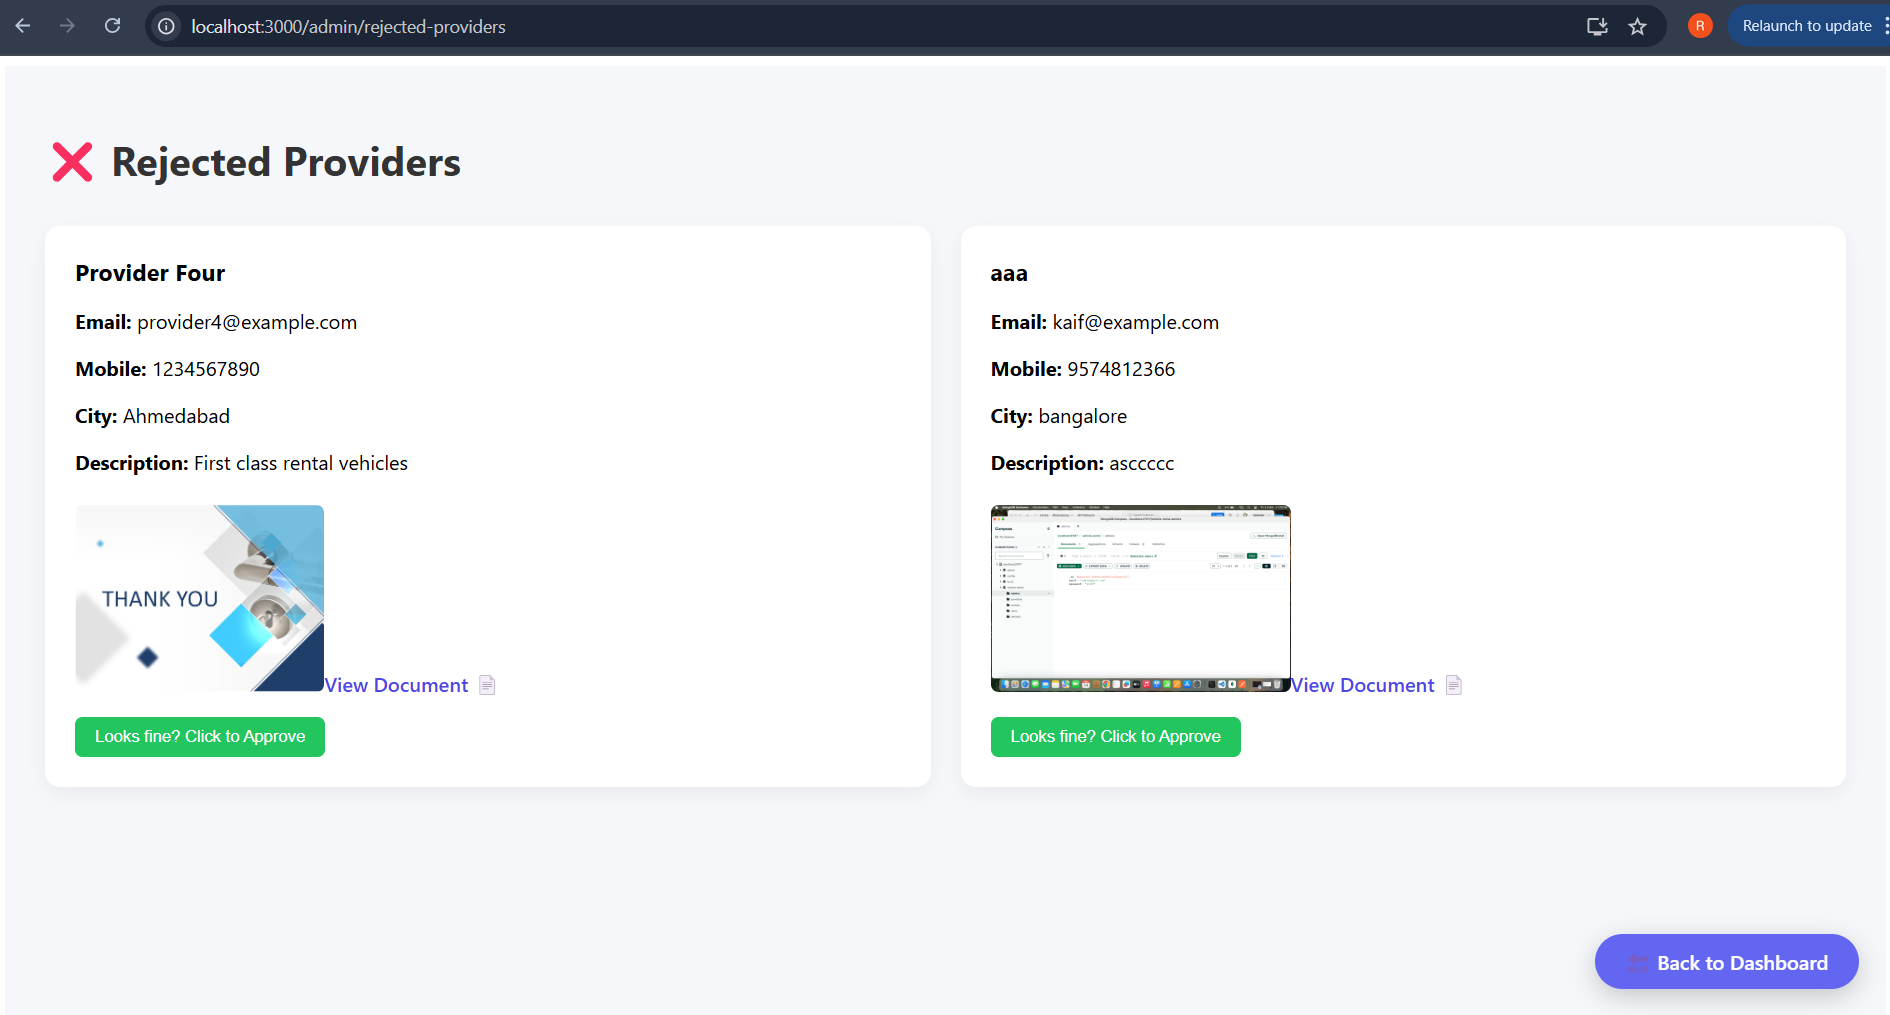 localhost:3000/admin/rejected-providers
R
Relaunch to update
Rejected Providers
Provider Four
Email: provider4@example.com
Mobile: 1234567890
City: Ahmedabad
Description: First class rental vehicles
THANK YOU
View Document
Looks fine? Click to Approve
aaa
Email: kaif@example.com
Mobile: 9574812366
City: bangalore
Description: asccccc
View Document
Looks fine? Click to Approve
Back to Dashboard